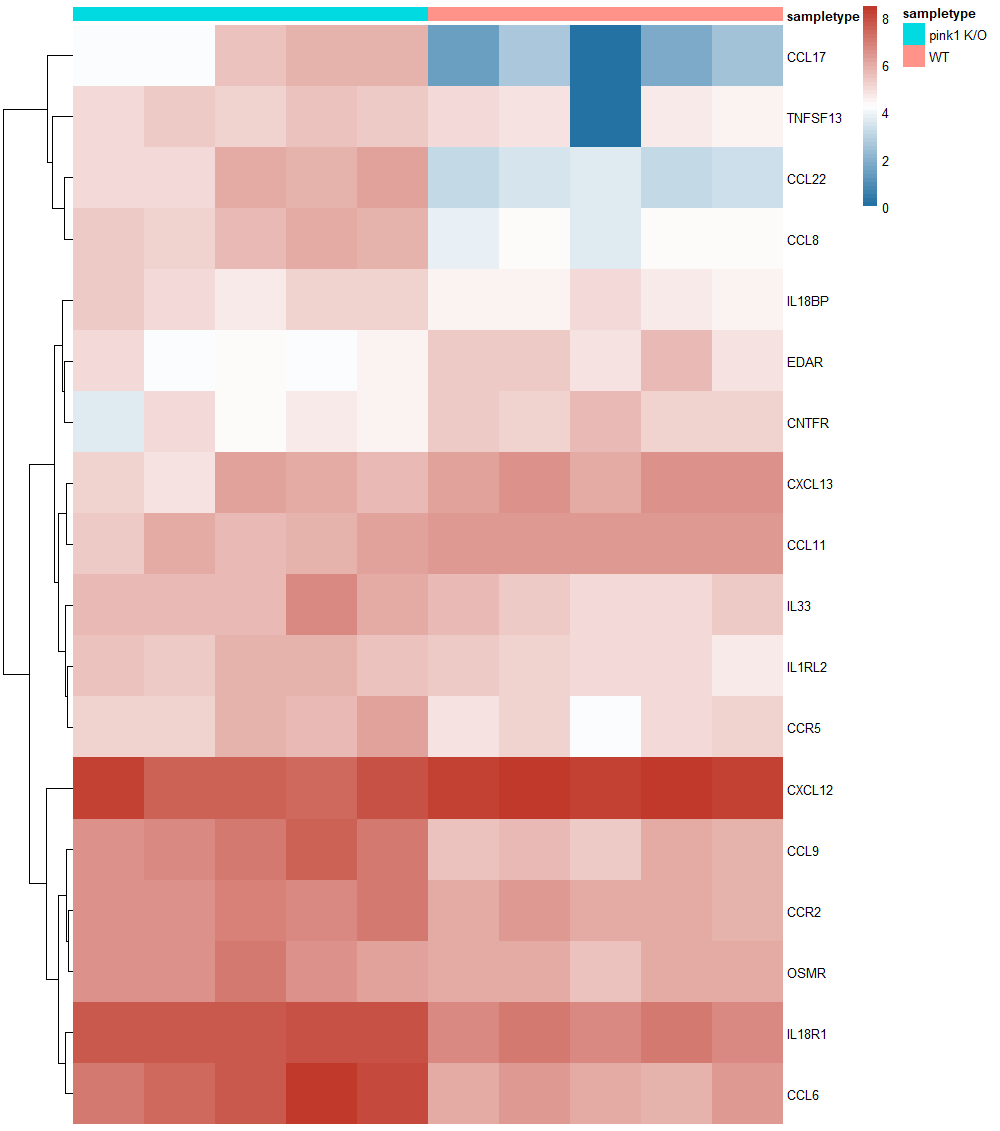 sampletype
CCL17
TNFSF13
CCL22
CCL8
IL18BP
EDAR
CNTFR
CXCL13
CCL11
IL33
IL1RL2
CCR5
CXCL12
CCL9
CCR2
OSMR
IL18R1
CCL6
8
6
4
2
0
sampletype
pink1 K/O
WT